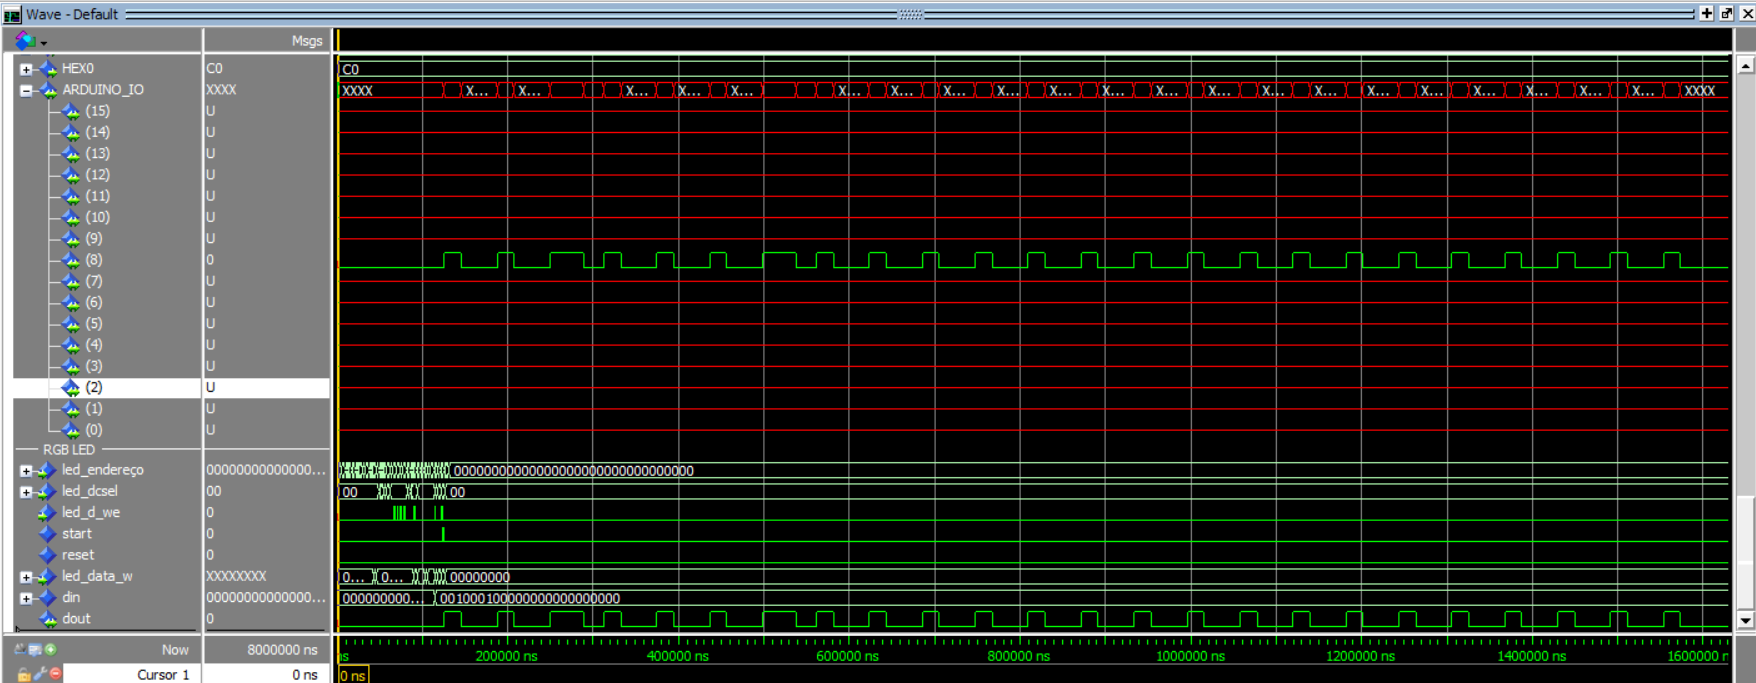 Wave - Default
Msgs
HEX0 C0 C0
ARDUINO_IO XXXX XXXX X... X... X... X... X... X... X... X... X... X... X... X... X... X... X... X... X... X... X... X... X... XXXX
(15) U
(14) U
(13) U
(12) U
(11) U
(10) U
(9) U
(8) 0
(7) U
(6) U
(5) U
(4) U
(3) U
(2) U
(1) U
(0) U
RGB LED
led_endereço 00000000000000... 00000000000000000000000000000000
led_dcsel 00 00 00
led_d_we 0
start 0
reset 0
led_data_w XXXXXXXX 0... 0... 00000000
din 00000000000000... 000000000... 001000100000000000000000
dout 0
Now 8000000 ns ns 200000 ns 400000 ns 600000 ns 800000 ns 1000000 ns 1200000 ns 1400000 ns 1600000 n
Cursor 1 0 ns 0 ns